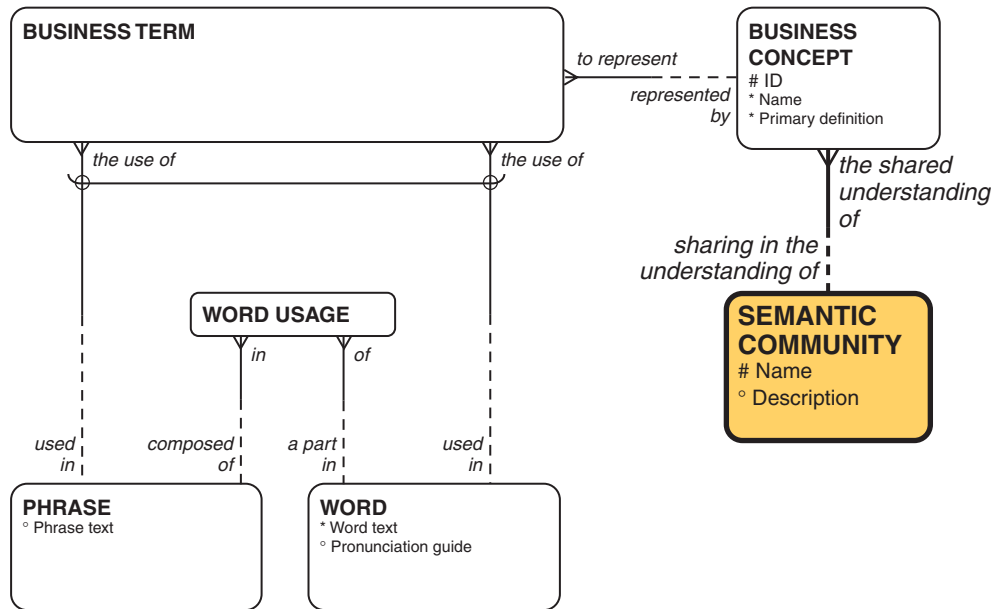 BUSINESS TERM
BUSINESS
CONCEPT
# ID
* Name
* Primary definition
to represent
represented
by
the use of
the use of
the shared
understanding
of
sharing in the
understanding of
SEMANTIC
COMMUNITY
# Name
° Description
WORD USAGE
in
of
used
in
composed
of
a part
in
used
in
PHRASE
° Phrase text
WORD
* Word text
° Pronunciation guide